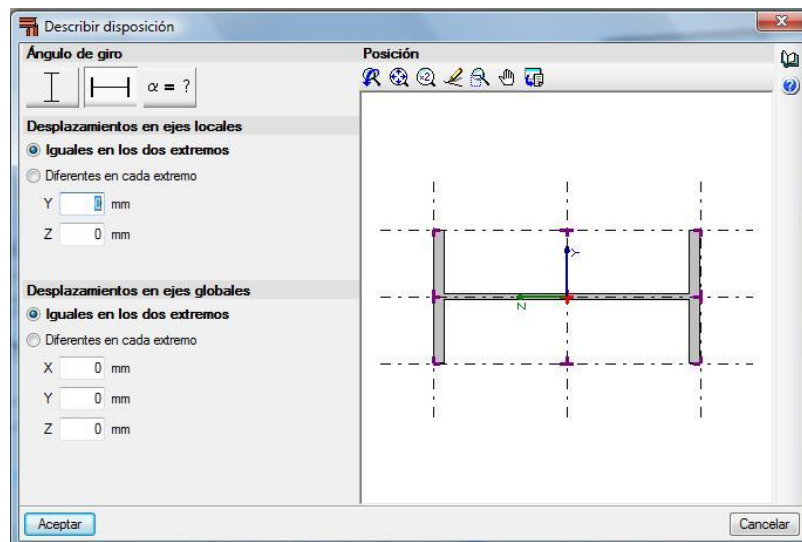 Describir disposición
Ángulo de giro
α = ?
Desplazamientos en ejes locales
Iguales en los dos extremos
Diferentes en cada extremo
Y 0 mm
Z 0 mm
Desplazamientos en ejes globales
Iguales en los dos extremos
Diferentes en cada extremo
X 0 mm
Y 0 mm
Z 0 mm
Posición
x2
Y
Z
Aceptar
Cancelar